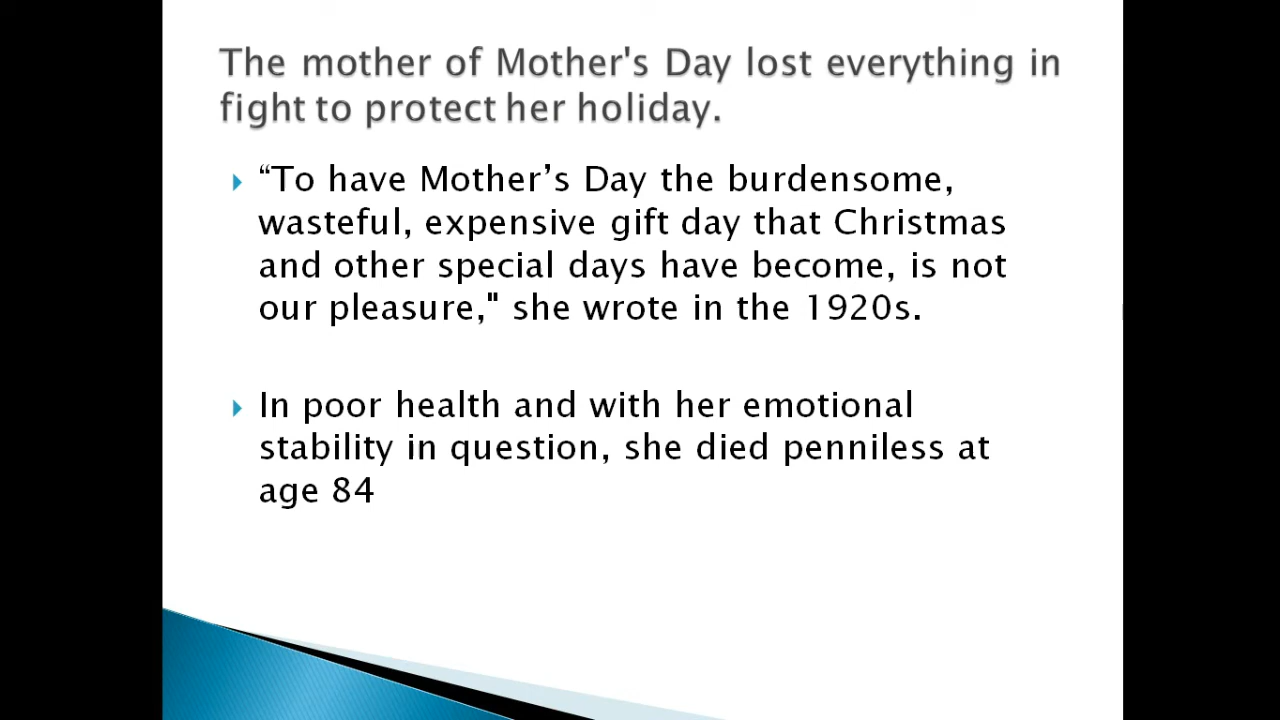 The mother of Mother's Day lost everything in
fight to protect her holiday.
“To have Mother’s Day the burdensome,
wasteful, expensive gift day that Christmas
and other special days have become, is not
our pleasure," she wrote in the 1920s.
In poor health and with her emotional
stability in question, she died penniless at
age 84